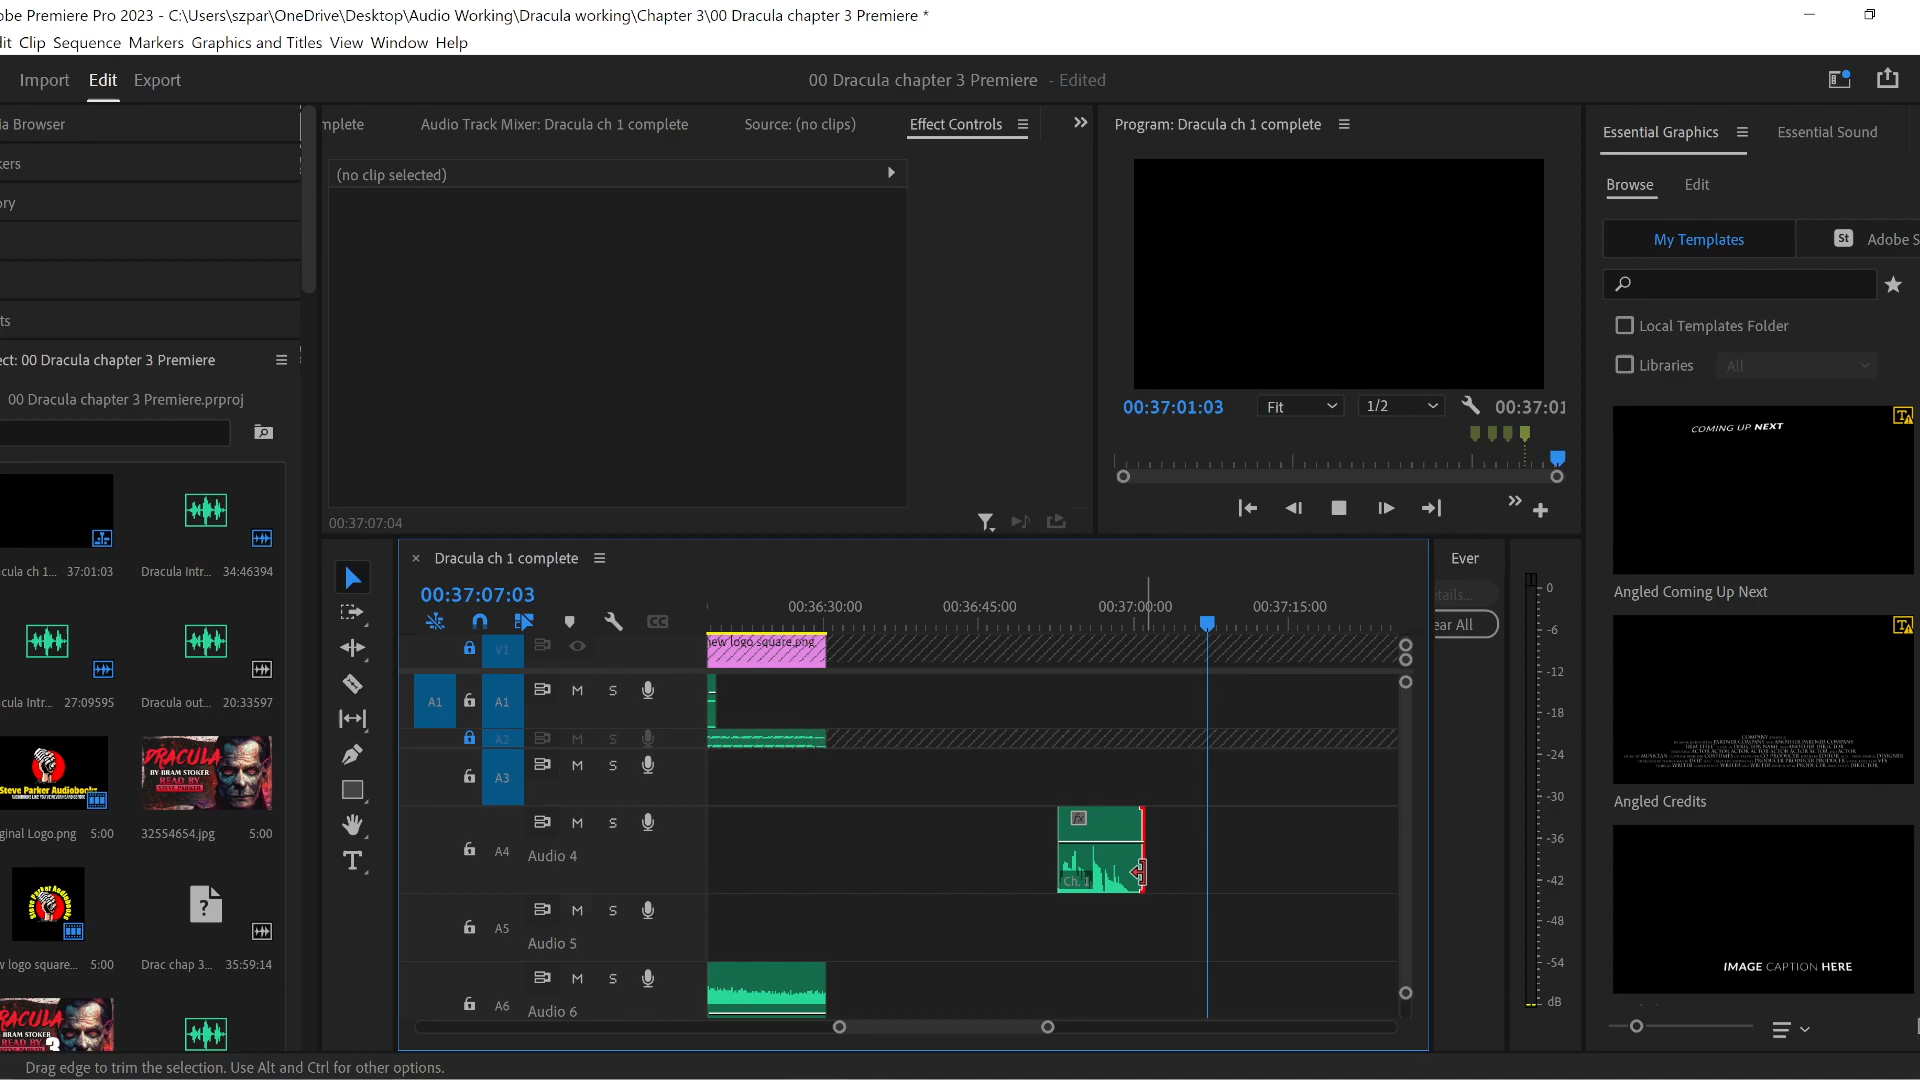 obe Premiere Pro 2023 - C:\Users\szpar\OneDrive\Desktop\Audio Working\Dracula working\Chapter 3\00 Dracula chapter 3 Premiere *
it Clip Sequence Markers Graphics and Titles View Window Help
Import Edit Export
00 Dracula chapter 3 Premiere - Edited
ia Browser
kers
ory
ts
ect: 00 Dracula chapter 3 Premiere
00 Dracula chapter 3 Premiere.prproj
cula ch 1... 37:01:03
Dracula Intr... 34:46394
cula Intr... 27:09595
Dracula out... 20:33597
Steve Parker Audiobooks
DRACULA
BY BRAM STOKER
READ BY
STEVE PARKER
ginal Logo.png 5:00
32554654.jpg 5:00
w logo square... 5:00
Drac chap 3... 35:59:14
RACULA
BRAM STOKER
READ BY
3
mplete
Audio Track Mixer: Dracula ch 1 complete
Source: (no clips)
Effect Controls
(no clip selected)
00:37:07:04
Program: Dracula ch 1 complete
00:37:01:03
Fit
1/2
00:37:01
Essential Graphics
Essential Sound
Browse
Edit
My Templates
St
Adobe S
Local Templates Folder
Libraries
All
COMING UP NEXT
Angled Coming Up Next
Angled Credits
IMAGE CAPTION HERE
Dracula ch 1 complete
00:37:07:03
CC
00:36:30:00
00:36:45:00
00:37:00:00
00:37:15:00
V1
new logo square.png
A1 A1 M S
A2 M S
A3 M S
A4 M S
Audio 4
fx
Ch. 1
A5 M S
Audio 5
A6 M S
Audio 6
Ever
etails...
ear All
0
-6
-12
-18
-24
-30
-36
-42
-48
-54
dB
Drag edge to trim the selection. Use Alt and Ctrl for other options.